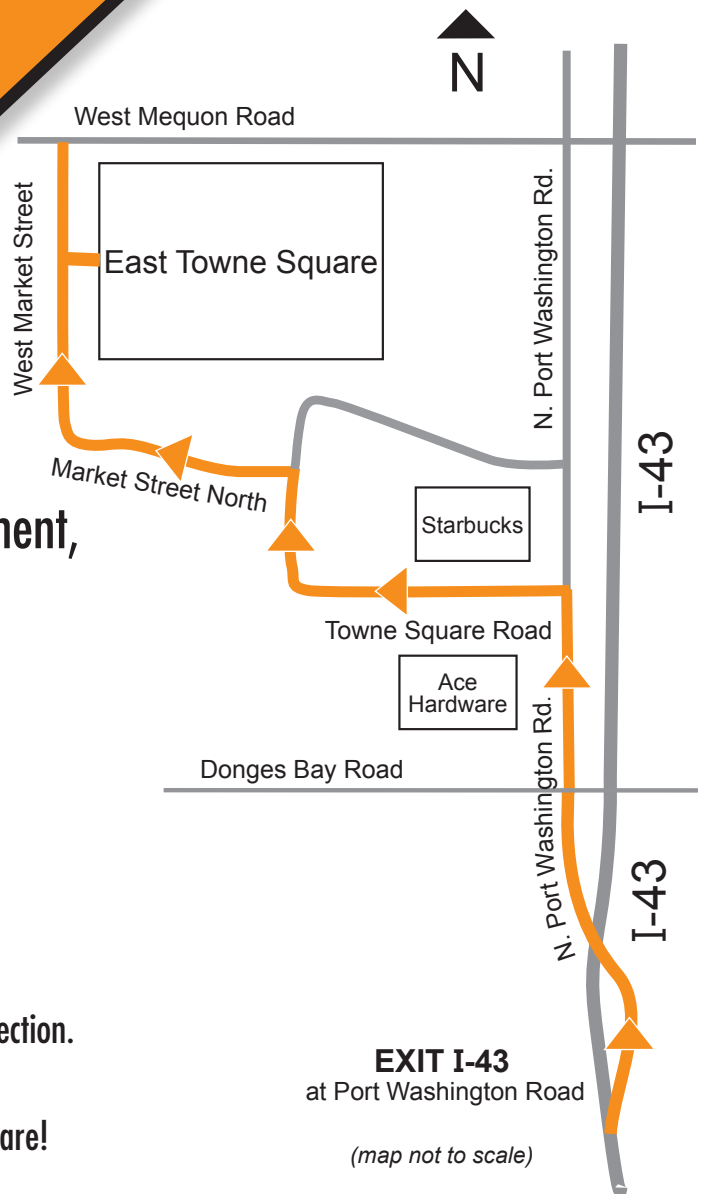 N
West Mequon Road
West Market Street
East Towne Square
N. Port Washington Rd.
I-43
Market Street North
Starbucks
Towne Square Road
Ace
Hardware
N. Port Washington Rd.
Donges Bay Road
I-43
EXIT I-43
at Port Washington Road
(map not to scale)